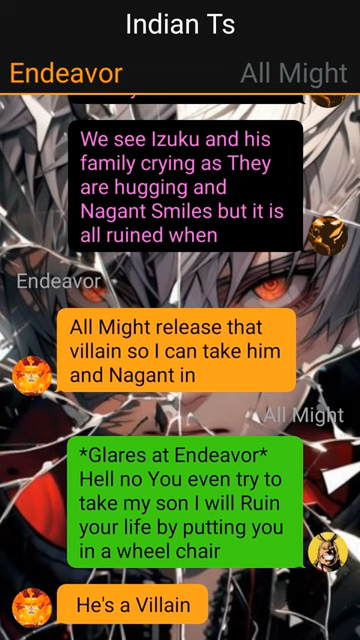 Indian Ts
Endeavor
All Might
We see Izuku and his
family crying as They
are hugging and
Nagant Smiles but it is
all ruined when
Endeavor
All Might release that
villain so I can take him
and Nagant in
All Might
*Glares at Endeavor*
Hell no You even try to
take my son I will Ruin
your life by putting you
in a wheel chair
He's a Villain